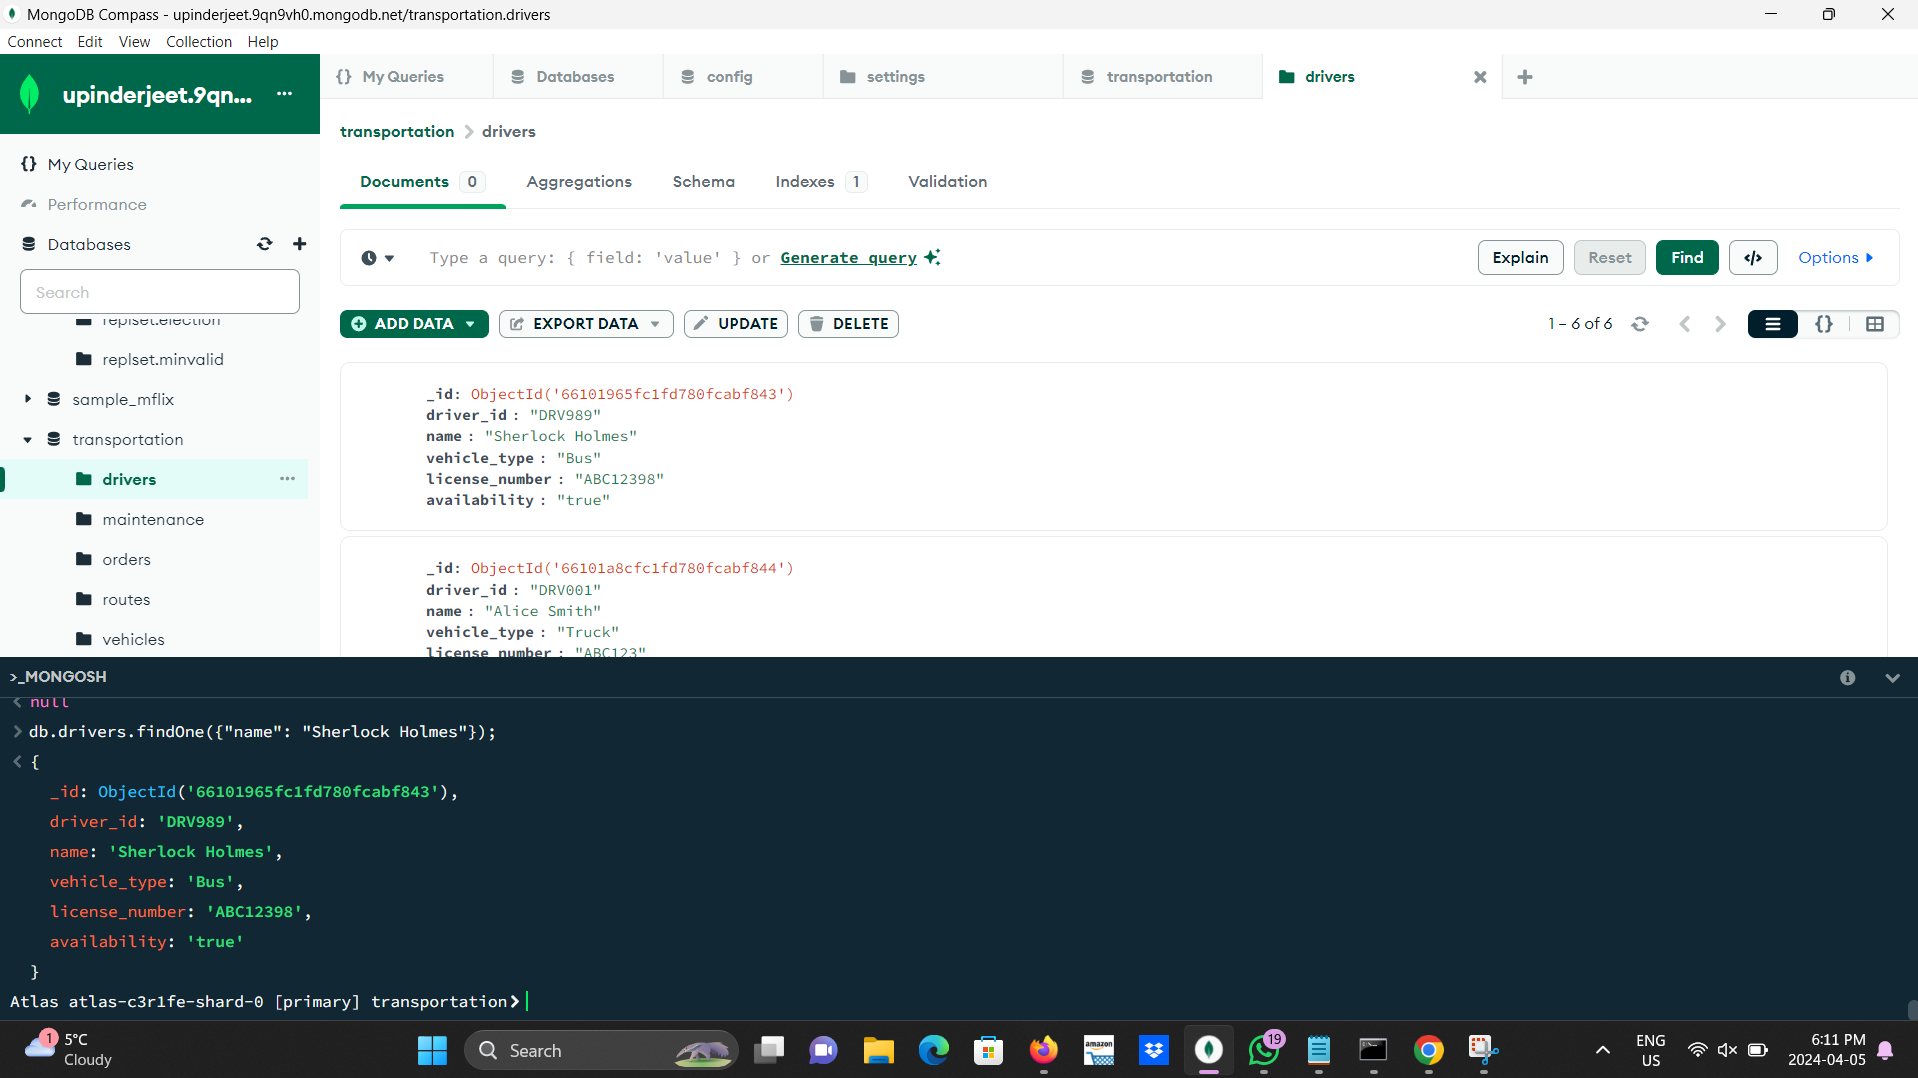 MongoDB Compass - upinderjeet.9qn9vh0.mongodb.net/transportation.drivers
Connect Edit View Collection Help
upinderjeet.9qn...
My Queries
Databases
config
settings
transportation
drivers
My Queries
Performance
Databases
Search
replset.election
replset.minvalid
sample_mflix
transportation
drivers
maintenance
orders
routes
vehicles
transportation > drivers
Documents 0 Aggregations Schema Indexes 1 Validation
Type a query: { field: 'value' } or Generate query
Explain Reset Find </> Options
ADD DATA EXPORT DATA UPDATE DELETE
1 – 6 of 6
_id: ObjectId('66101965fc1fd780fcabf843')
driver_id : "DRV989"
name : "Sherlock Holmes"
vehicle_type : "Bus"
license_number : "ABC12398"
availability : "true"
_id: ObjectId('66101a8cfc1fd780fcabf844')
driver_id : "DRV001"
name : "Alice Smith"
vehicle_type : "Truck"
license_number : "ABC123"
>_MONGOSH
< null
> db.drivers.findOne({"name": "Sherlock Holmes"});
< {
_id: ObjectId('66101965fc1fd780fcabf843'),
driver_id: 'DRV989',
name: 'Sherlock Holmes',
vehicle_type: 'Bus',
license_number: 'ABC12398',
availability: 'true'
}
Atlas atlas-c3r1fe-shard-0 [primary] transportation>
1
5°C
Cloudy
Search
amazon
19
ENG
US
6:11 PM
2024-04-05